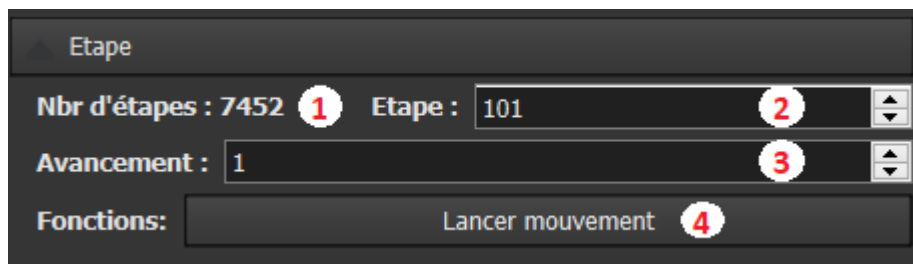 Etape
Nbr d'étapes : 7452 1 Etape : 101 2
Avancement : 1 3
Fonctions: Lancer mouvement 4